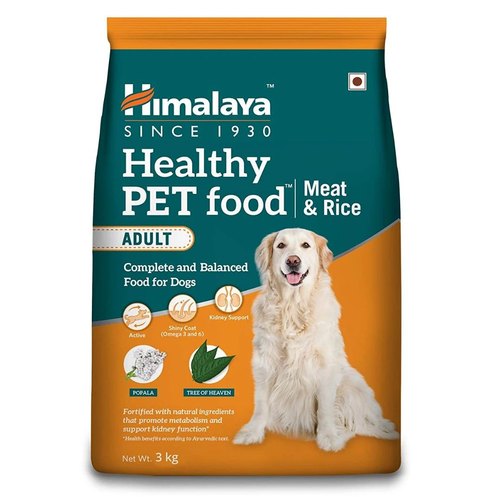 Himalaya™
SINCE 1930
Healthy
PET food™
Meat
& Rice
ADULT
Complete and Balanced
Food for Dogs
Active
Shiny Coat
(Omega 3 and 6)
Kidney Support
POPALA
TREE OF HEAVEN
Fortified with natural ingredients
that promote metabolism and
support kidney function*
*Health benefits according to Ayurvedic text.
Net Wt. 3 kg